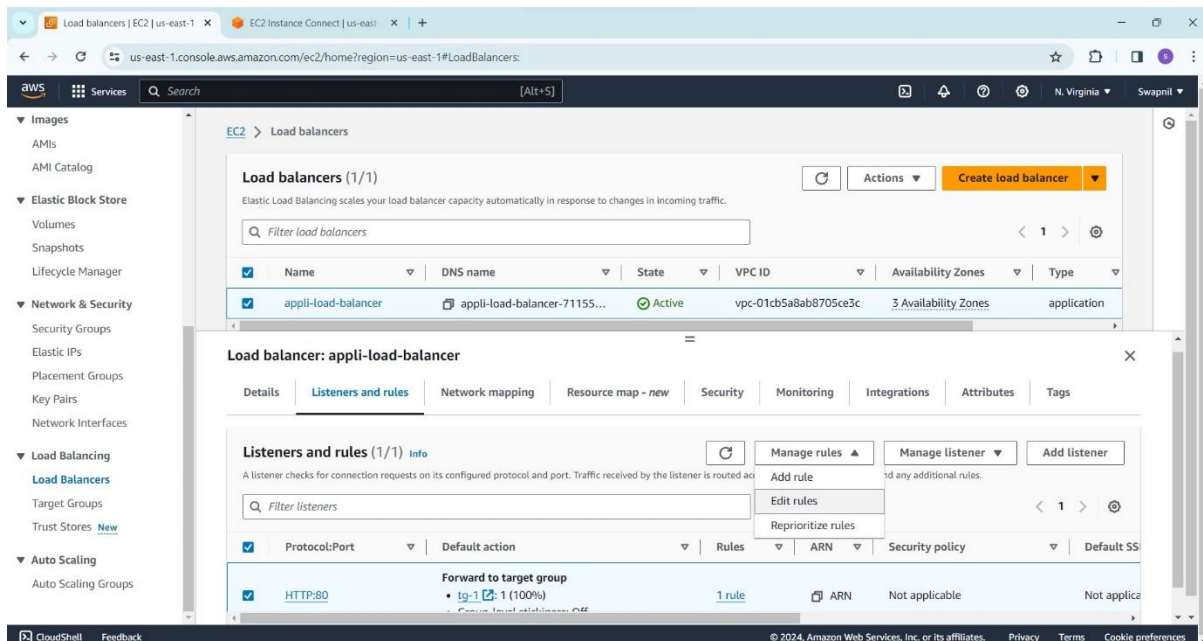 Load balancers | EC2 | us-east-1
EC2 Instance Connect | us-east-
us-east-1.console.aws.amazon.com/ec2/home?region=us-east-1#LoadBalancers:
S
aws
Services
Search
[Alt+S]
N. Virginia
Swapnil
Images
AMIs
AMI Catalog
Elastic Block Store
Volumes
Snapshots
Lifecycle Manager
Network & Security
Security Groups
Elastic IPs
Placement Groups
Key Pairs
Network Interfaces
Load Balancing
Load Balancers
Target Groups
Trust Stores New
Auto Scaling
Auto Scaling Groups
EC2 > Load balancers
Load balancers (1/1)
Actions
Create load balancer
Elastic Load Balancing scales your load balancer capacity automatically in response to changes in incoming traffic.
Filter load balancers
1
Name DNS name State VPC ID Availability Zones Type
appli-load-balancer appli-load-balancer-71155... Active vpc-01cb5a8ab8705ce3c 3 Availability Zones application
Load balancer: appli-load-balancer
Details Listeners and rules Network mapping Resource map - new Security Monitoring Integrations Attributes Tags
Listeners and rules (1/1) Info
Manage rules
Manage listener
Add listener
A listener checks for connection requests on its configured protocol and port. Traffic received by the listener is routed
any additional rules.
Add rule
Edit rules
Reprioritize rules
Filter listeners
1
Protocol:Port Default action Rules ARN Security policy Default
Forward to target group
HTTP:80 • tg-1: 1 (100%) 1 rule ARN Not applicable Not applica
• Group-level stickiness: Off
CloudShell Feedback © 2024, Amazon Web Services, Inc. or its affiliates. Privacy Terms Cookie preferences